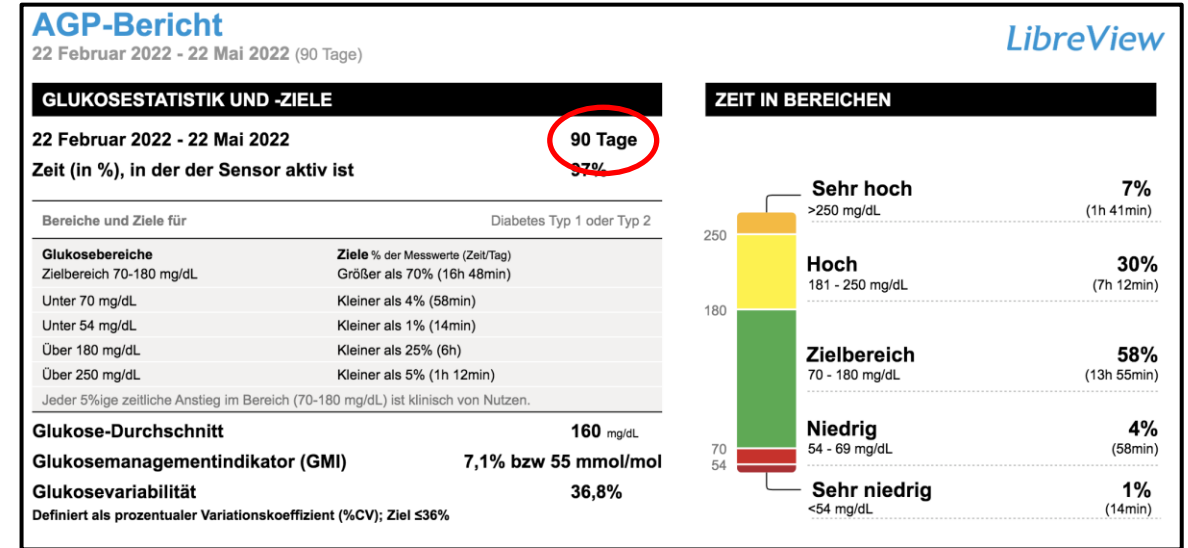 AGP-Bericht
22 Februar 2022 - 22 Mai 2022 (90 Tage)
LibreView
GLUKOSESTATISTIK UND -ZIELE
22 Februar 2022 - 22 Mai 2022 90 Tage
Zeit (in %), in der der Sensor aktiv ist 97%
Bereiche und Ziele für Diabetes Typ 1 oder Typ 2
Glukosebereiche Ziele % der Messwerte (Zeit/Tag)
Zielbereich 70-180 mg/dL Größer als 70% (16h 48min)
Unter 70 mg/dL Kleiner als 4% (58min)
Unter 54 mg/dL Kleiner als 1% (14min)
Über 180 mg/dL Kleiner als 25% (6h)
Über 250 mg/dL Kleiner als 5% (1h 12min)
Jeder 5%ige zeitliche Anstieg im Bereich (70-180 mg/dL) ist klinisch von Nutzen.
Glukose-Durchschnitt 160 mg/dL
Glukosemanagementindikator (GMI) 7,1% bzw 55 mmol/mol
Glukosevariabilität 36,8%
Definiert als prozentualer Variationskoeffizient (%CV); Ziel ≤36%
ZEIT IN BEREICHEN
Sehr hoch 7%
>250 mg/dL (1h 41min)
250
Hoch 30%
181 - 250 mg/dL (7h 12min)
180
Zielbereich 58%
70 - 180 mg/dL (13h 55min)
Niedrig 4%
70 54 - 69 mg/dL (58min)
54
Sehr niedrig 1%
<54 mg/dL (14min)